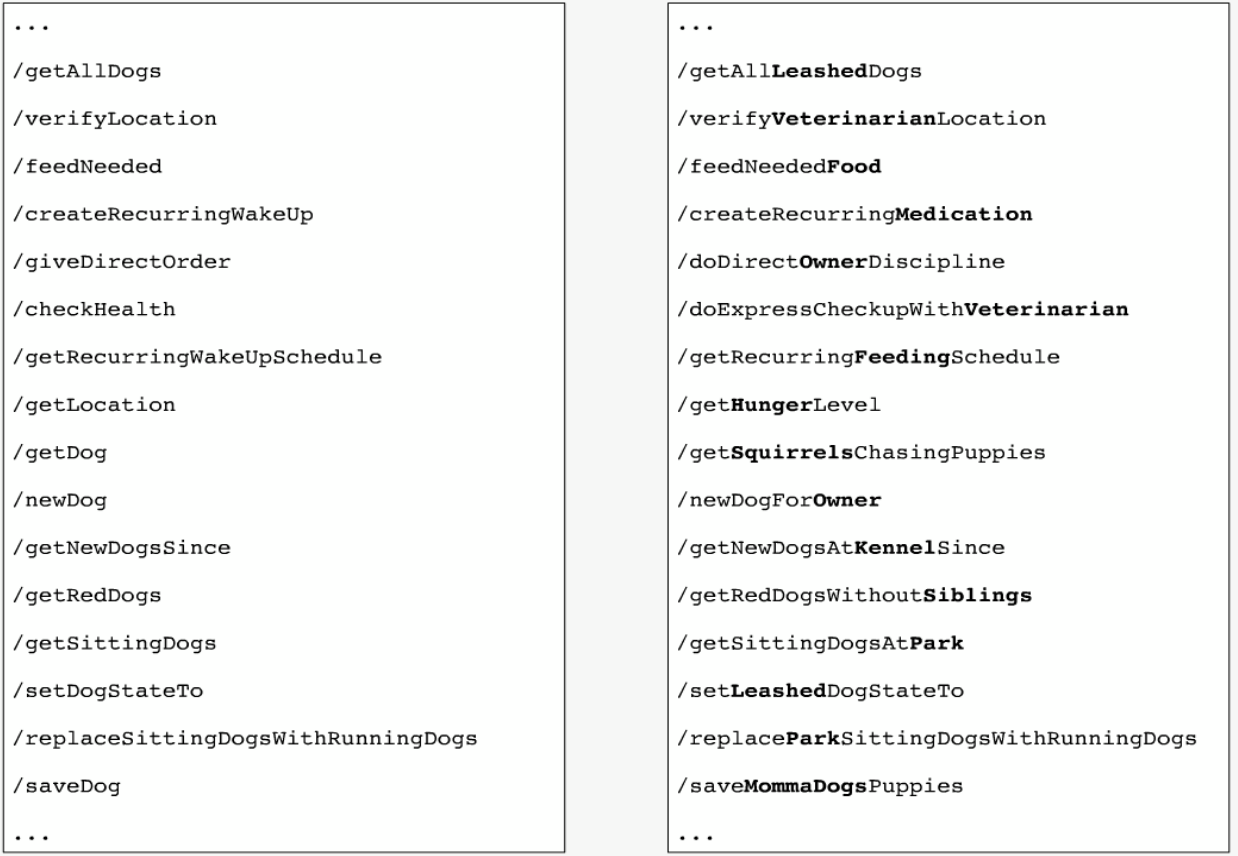 ...
/getAllDogs
/verifyLocation
/feedNeeded
/createRecurringWakeUp
/giveDirectOrder
/checkHealth
/getRecurringWakeUpSchedule
/getLocation
/getDog
/newDog
/getNewDogsSince
/getRedDogs
/getSittingDogs
/setDogStateTo
/replaceSittingDogsWithRunningDogs
/saveDog
...
...
/getAllLeashedDogs
/verifyVeterinarianLocation
/feedNeededFood
/createRecurringMedication
/doDirectOwnerDiscipline
/doExpressCheckupWithVeterinarian
/getRecurringFeedingSchedule
/getHungerLevel
/getSquirrelsChasingPuppies
/newDogForOwner
/getNewDogsAtKennelSince
/getRedDogsWithoutSiblings
/getSittingDogsAtPark
/setLeashedDogStateTo
/replaceParkSittingDogsWithRunningDogs
/saveMommaDogsPuppies
...